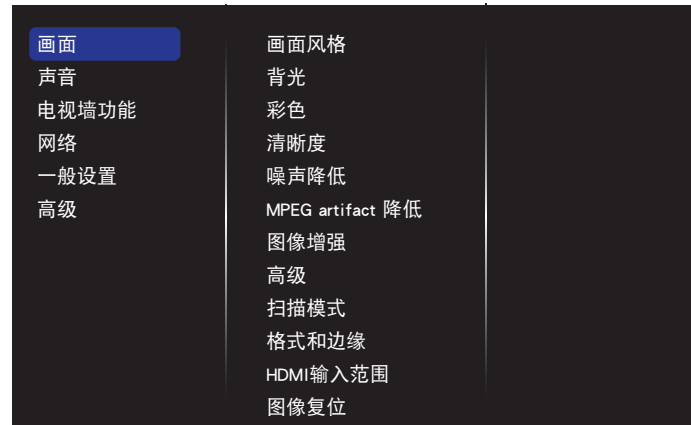 画面
声音
电视墙功能
网络
一般设置
高级
画面风格
背光
彩色
清晰度
噪声降低
MPEG artifact 降低
图像增强
高级
扫描模式
格式和边缘
HDMI输入范围
图像复位